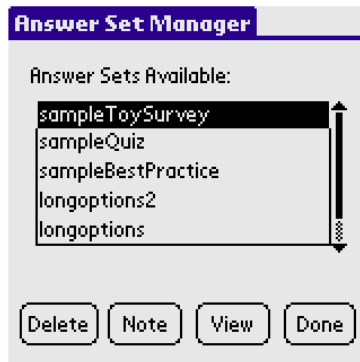 Answer Set Manager
Answer Sets Available:
sampleToySurvey
sampleQuiz
sampleBestPractice
longoptions2
longoptions
Delete Note View Done